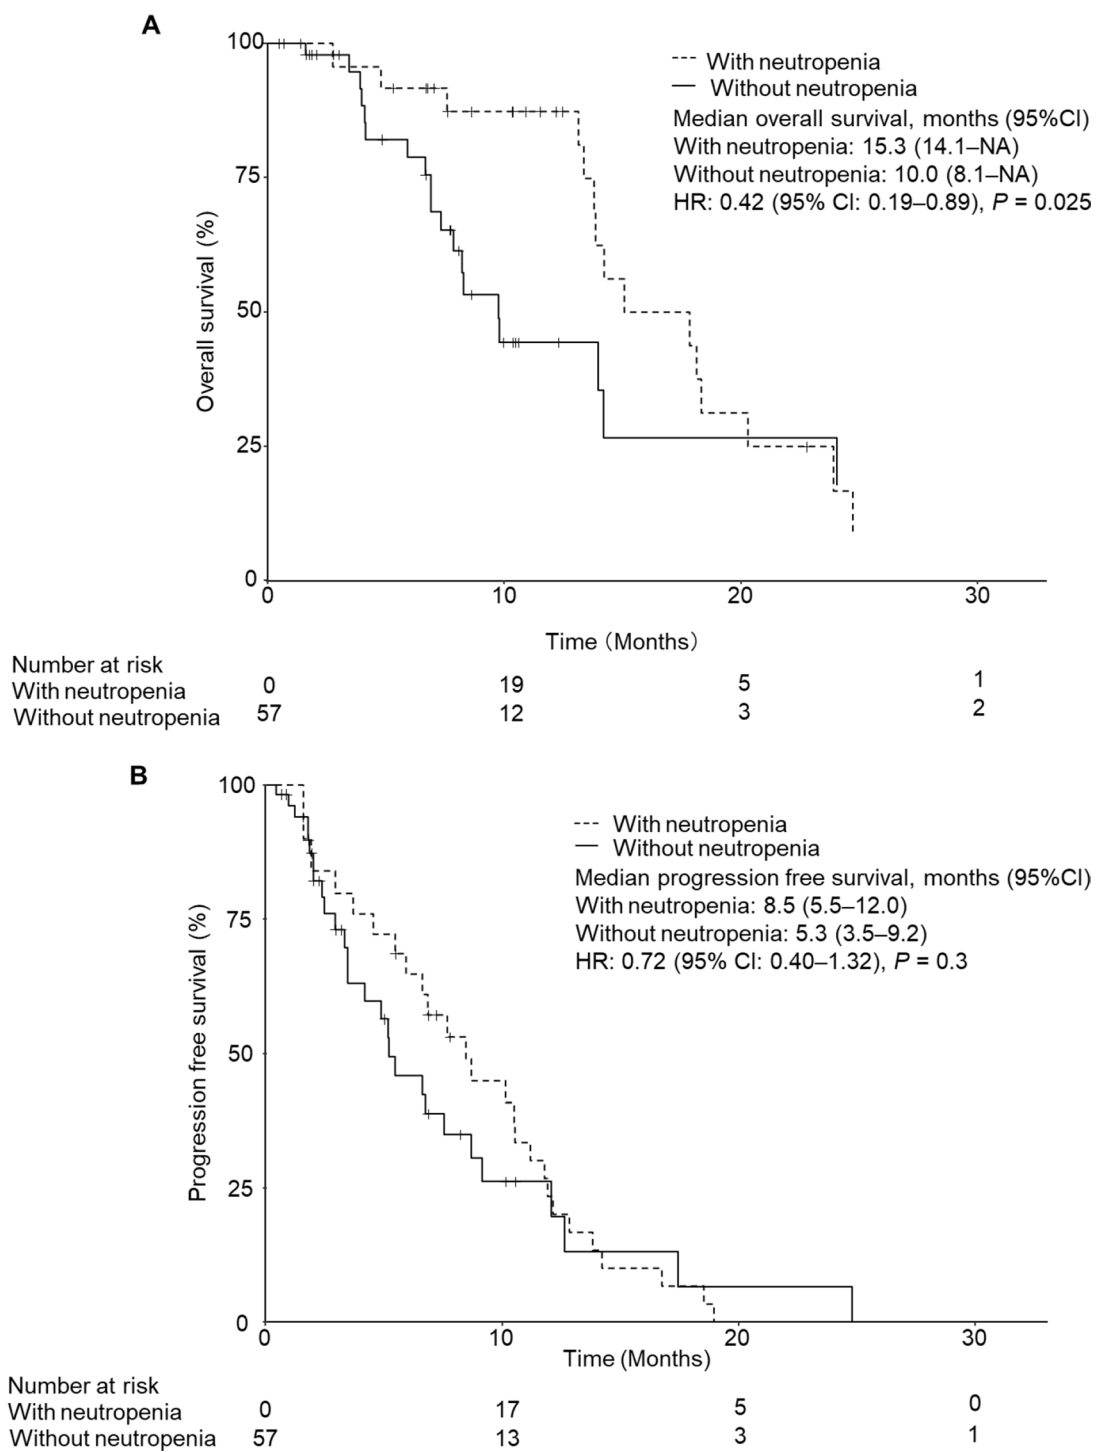 A
100
75
50
25
0
Overall survival (%)
With neutropenia
Without neutropenia
Median overall survival, months (95%CI)
With neutropenia: 15.3 (14.1–NA)
Without neutropenia: 10.0 (8.1–NA)
HR: 0.42 (95% CI: 0.19–0.89), P = 0.025
0 10 20 30
Time (Months)
Number at risk
With neutropenia 0 19 5 1
Without neutropenia 57 12 3 2
B
100
75
50
25
0
Progression free survival (%)
With neutropenia
Without neutropenia
Median progression free survival, months (95%CI)
With neutropenia: 8.5 (5.5–12.0)
Without neutropenia: 5.3 (3.5–9.2)
HR: 0.72 (95% CI: 0.40–1.32), P = 0.3
0 10 20 30
Time (Months)
Number at risk
With neutropenia 0 17 5 0
Without neutropenia 57 13 3 1